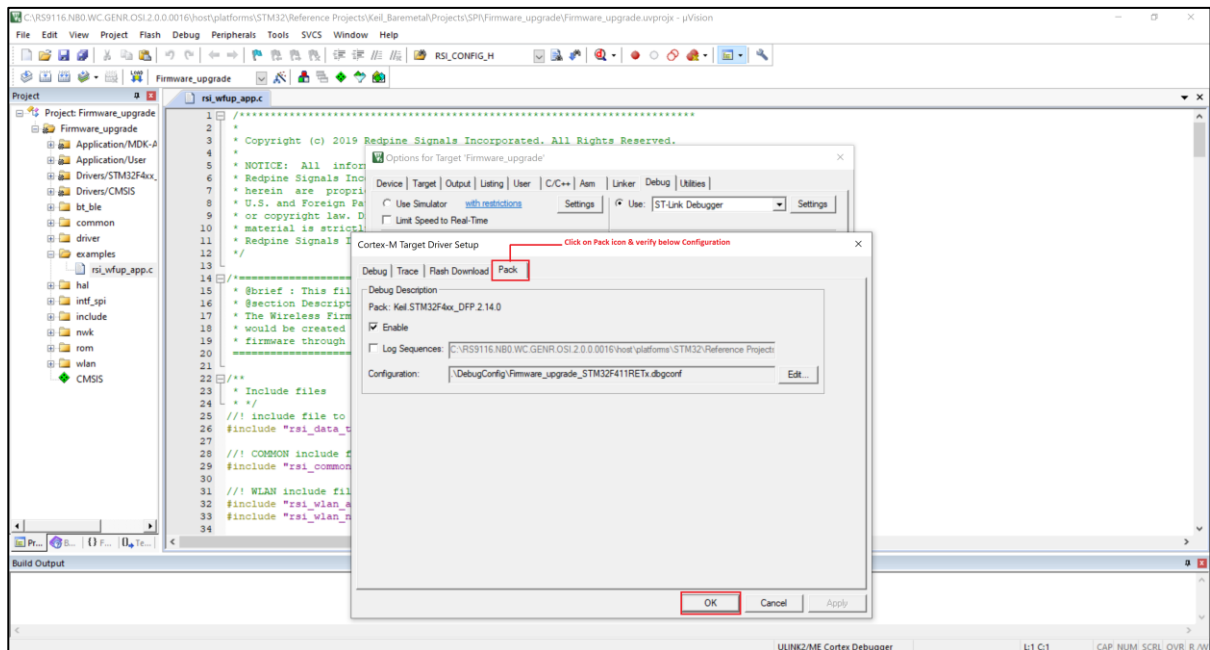 C:\RS9116.NB0.WC.GENR.OSI.2.0.0.0016\host\platforms\STM32\Reference Projects\Keil_Baremetal\Projects\SPI\Firmware_upgrade\Firmware_upgrade.uvprojx - µVision
File Edit View Project Flash Debug Peripherals Tools SVCS Window Help
RSI_CONFIG_H
LOAD Firmware_upgrade
Project
rsi_wfup_app.c
Project: Firmware_upgrade
Firmware_upgrade
Application/MDK-A
Application/User
Drivers/STM32F4xx_
Drivers/CMSIS
bt_ble
common
driver
examples
rsi_wfup_app.c
hal
intf_spi
include
nwk
rom
wlan
CMSIS
1 /*************************************************************************
2 *
3 * Copyright (c) 2019 Redpine Signals Incorporated. All Rights Reserved.
4 *
5 * NOTICE: All infor
6 * Redpine Signals Inc
7 * herein are propri
8 * U.S. and Foreign Pa
9 * or copyright law. D
10 * material is strictl
11 * Redpine Signals I
12 */
13
14 /*===================
15 * @brief : This fil
16 * @section Descript
17 * The Wireless Firm
18 * would be created
19 * firmware through
20 ===================
21
22 /**
23 * Include files
24 * */
25 //! include file to
26 #include "rsi_data_t
27
28 //! COMMON include f
29 #include "rsi_common
30
31 //! WLAN include fil
32 #include "rsi_wlan_a
33 #include "rsi_wlan_n
34
Options for Target 'Firmware_upgrade'
Device Target Output Listing User C/C++ Asm Linker Debug Utilities
Use Simulator with restrictions Settings Use: ST-Link Debugger Settings
Limit Speed to Real-Time
Cortex-M Target Driver Setup
Click on Pack icon & verify below Configuration
Debug Trace Flash Download Pack
Debug Description
Pack: Keil.STM32F4xx_DFP.2.14.0
Enable
Log Sequences: C:\RS9116.NB0.WC.GENR.OSI.2.0.0.0016\host\platforms\STM32\Reference Projects
Configuration: .\DebugConfig\Firmware_upgrade_STM32F411RETx.dbgconf Edit...
OK Cancel Apply
Pr... B... {} F... Te...
Build Output
ULINK2/ME Cortex Debugger L:1 C:1 CAP NUM SCRL OVR R/W